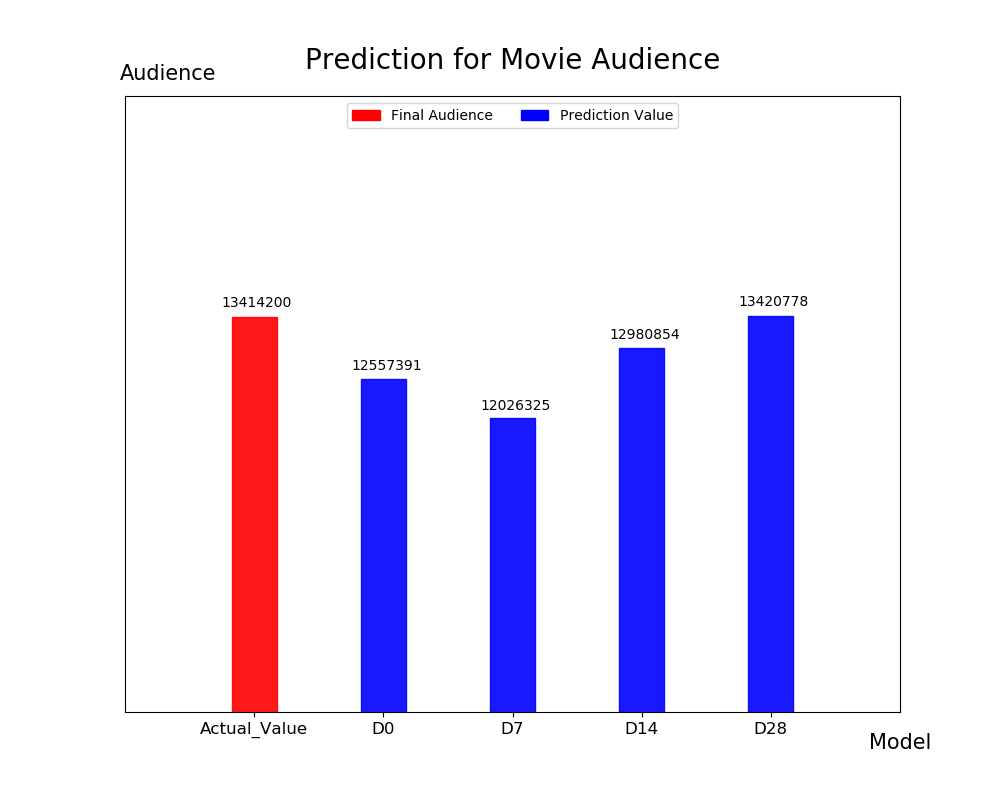 Prediction for Movie Audience
Audience
Final Audience Prediction Value
13414200
12557391
12026325
12980854
13420778
Actual_Value D0 D7 D14 D28
Model